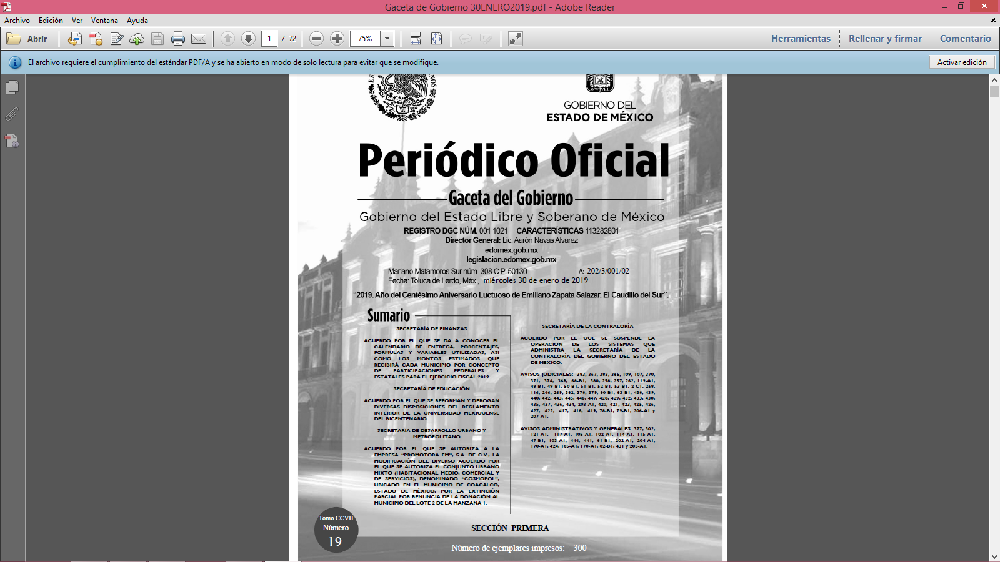 Gaceta de Gobierno 30ENERO2019.pdf - Adobe Reader
Archivo Edición Ver Ventana Ayuda
Abrir 1 / 72 75% Herramientas Rellenar y firmar Comentario
El archivo requiere el cumplimiento del estándar PDF/A y se ha abierto en modo de solo lectura para evitar que se modifique. Activar edición
GOBIERNO DEL
ESTADO DE MÉXICO
Periódico Oficial
Gaceta del Gobierno
Gobierno del Estado Libre y Soberano de México
REGISTRO DGC NÚM. 001 1021 CARACTERÍSTICAS 113282801
Director General: Lic. Aarón Navas Alvarez
edomex.gob.mx
legislacion.edomex.gob.mx
Mariano Matamoros Sur núm. 308 C.P. 50130 A: 202/3/001/02
Fecha: Toluca de Lerdo, Méx., miércoles 30 de enero de 2019
“2019. Año del Centésimo Aniversario Luctuoso de Emiliano Zapata Salazar. El Caudillo del Sur”.
Sumario
SECRETARÍA DE FINANZAS
ACUERDO POR EL QUE SE DA A CONOCER EL
CALENDARIO DE ENTREGA, PORCENTAJES,
FÓRMULAS Y VARIABLES UTILIZADAS, ASÍ
COMO LOS MONTOS ESTIMADOS QUE
RECIBIRÁ CADA MUNICIPIO POR CONCEPTO
DE PARTICIPACIONES FEDERALES Y
ESTATALES PARA EL EJERCICIO FISCAL 2019.
SECRETARÍA DE EDUCACIÓN
ACUERDO POR EL QUE SE REFORMAN Y DEROGAN
DIVERSAS DISPOSICIONES DEL REGLAMENTO
INTERIOR DE LA UNIVERSIDAD MEXIQUENSE
DEL BICENTENARIO.
SECRETARÍA DE DESARROLLO URBANO Y
METROPOLITANO
ACUERDO POR EL QUE SE AUTORIZA A LA
EMPRESA “PROMOTORA FM”, S.A. DE C.V., LA
MODIFICACIÓN DEL DIVERSO ACUERDO POR
EL QUE SE AUTORIZA EL CONJUNTO URBANO
MIXTO (HABITACIONAL MEDIO, COMERCIAL Y
DE SERVICIOS), DENOMINADO “COSMOPOL”,
UBICADO EN EL MUNICIPIO DE COACALCO,
ESTADO DE MÉXICO, POR LA EXTINCIÓN
PARCIAL POR RENUNCIA DE LA DONACIÓN AL
MUNICIPIO DEL LOTE 2 DE LA MANZANA 1.
SECRETARÍA DE LA CONTRALORÍA
ACUERDO POR EL QUE SE SUSPENDE LA
OPERACIÓN DE LOS SISTEMAS QUE
ADMINISTRA LA SECRETARÍA DE LA
CONTRALORÍA DEL GOBIERNO DEL ESTADO
DE MÉXICO.
AVISOS JUDICIALES: 383, 367, 383, 365, 109, 107, 370,
371, 374, 369, 68-B1, 380, 258, 257, 262, 119-A1,
48-B1, 49-B1, 50-B1, 51-B1, 52-B1, 53-B1, 2-C1, 268,
116, 246, 269, 382, 378, 379, 80-B1, 83-B1, 438, 439,
440, 442, 443, 445, 446, 447, 428, 429, 432, 433, 430,
435, 437, 436, 434, 203-A1, 420, 421, 423, 425, 426,
427, 422, 417, 418, 419, 78-B1, 79-B1, 206-A1 y
207-A1.
AVISOS ADMINISTRATIVOS Y GENERALES: 377, 302,
121-A1, 117-A1, 105-A1, 102-A1, 114-A1, 115-A1,
47-B1, 103-A1, 444, 441, 81-B1, 202-A1, 204-A1,
170-A1, 424, 185-A1, 178-A1, 82-B1, 431 y 205-A1.
Tomo CCVII
Número
19
SECCIÓN PRIMERA
Número de ejemplares impresos: 300